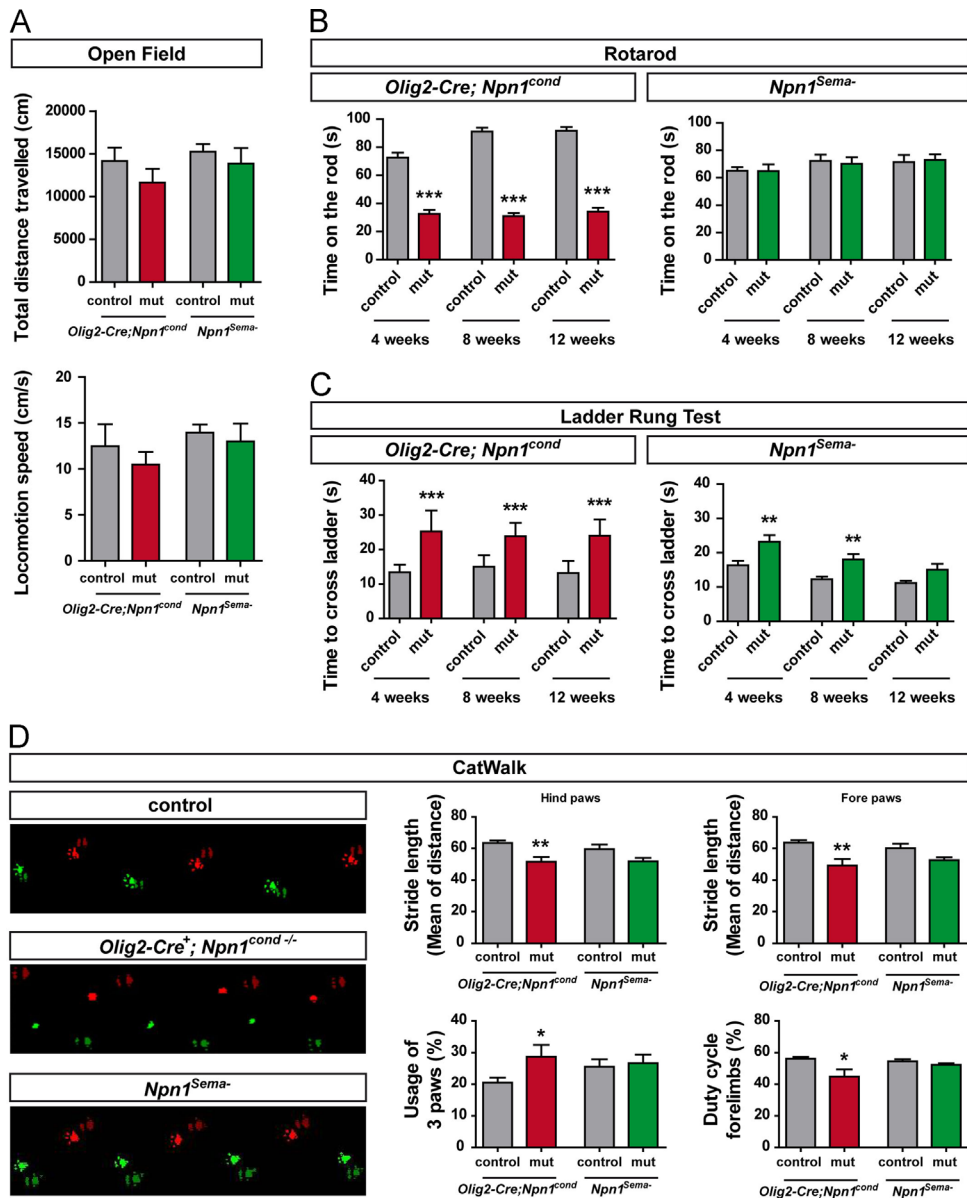 A
Open Field
Total distance travelled (cm)
20000
15000
10000
5000
0
control mut control mut
Olig2-Cre;Npn1cond Npn1Sema-
Locomotion speed (cm/s)
20
15
10
5
0
control mut control mut
Olig2-Cre;Npn1cond Npn1Sema-
B
Rotarod
Olig2-Cre; Npn1cond
Time on the rod (s)
100
80
60
40
20
0
*** *** ***
control mut control mut control mut
4 weeks 8 weeks 12 weeks
Npn1Sema-
Time on the rod (s)
100
80
60
40
20
0
control mut control mut control mut
4 weeks 8 weeks 12 weeks
C
Ladder Rung Test
Olig2-Cre; Npn1cond
Time to cross ladder (s)
40
30
20
10
0
*** *** ***
control mut control mut control mut
4 weeks 8 weeks 12 weeks
Npn1Sema-
Time to cross ladder (s)
40
30
20
10
0
** **
control mut control mut control mut
4 weeks 8 weeks 12 weeks
D
CatWalk
control
Olig2-Cre+; Npn1cond -/-
Npn1Sema-
Hind paws
Stride length
(Mean of distance)
80
60
40
20
0
**
control mut control mut
Olig2-Cre;Npn1cond Npn1Sema-
Fore paws
Stride length
(Mean of distance)
80
60
40
20
0
**
control mut control mut
Olig2-Cre;Npn1cond Npn1Sema-
Usage of
3 paws (%)
40
30
20
10
0
*
control mut control mut
Olig2-Cre;Npn1cond Npn1Sema-
Duty cycle
forelimbs (%)
80
60
40
20
0
*
control mut control mut
Olig2-Cre;Npn1cond Npn1Sema-